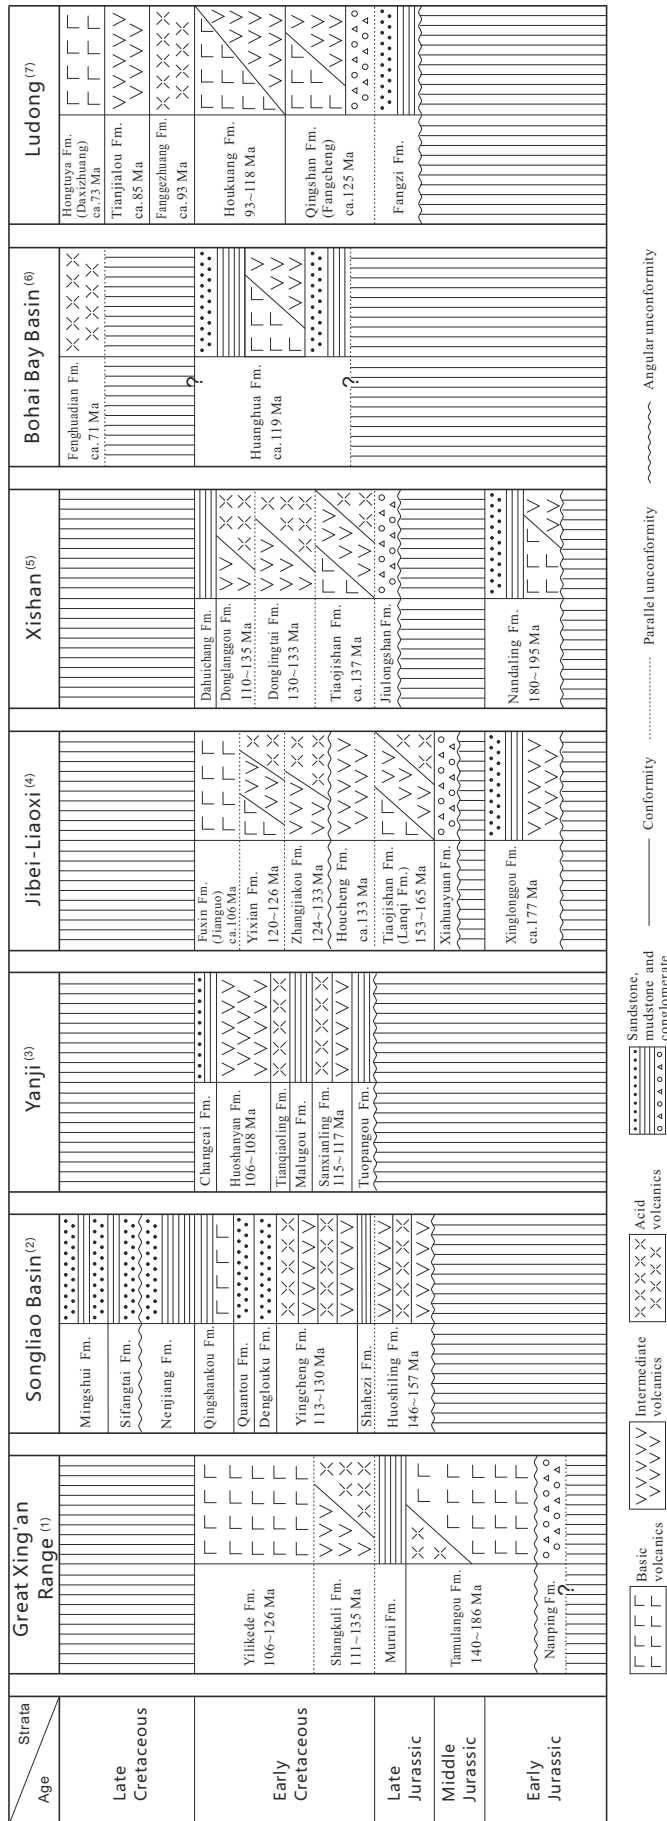 Strata
Age
Late
Cretaceous
Early
Cretaceous
Late
Jurassic
Middle
Jurassic
Early
Jurassic
Great Xing'an
Range (1)
Yilikede Fm.
106~126 Ma
Shangkuli Fm.
111~135 Ma
Murui Fm.
Tamulangou Fm.
140~186 Ma
Nanping Fm.
?
Songliao Basin (2)
Mingshui Fm.
Sifangtai Fm.
Nenjiang Fm.
Qingshankou Fm.
Quantou Fm.
Denglouku Fm.
Yingcheng Fm.
113~130 Ma
Shahezi Fm.
Huoshiling Fm.
146~157 Ma
Yanji (3)
Changcai Fm.
Huoshanyan Fm.
106~108 Ma
Tianqiaoling Fm.
Malugou Fm.
Sanxianling Fm.
115~117 Ma
Tuopangou Fm.
Jibei-Liaoxi (4)
Fuxin Fm.
(Jianguo)
ca.106Ma
Yixian Fm.
120~126 Ma
Zhangjiakou Fm.
124~133 Ma
Houcheng Fm.
ca.133 Ma
Tiaojishan Fm.
(Lanqi Fm.)
153~165 Ma
Xiahuayuan Fm.
Xinglonggou Fm.
ca.177 Ma
Xishan (5)
Dahuichang Fm.
Donglanggou Fm.
110~135 Ma
Donglingtai Fm.
130~133 Ma
Tiaojishan Fm.
ca.137 Ma
Jiulongshan Fm.
Nandaling Fm.
180~195 Ma
Bohai Bay Basin (6)
Fenghuadian Fm.
ca.71 Ma
?
Huanghua Fm.
ca.119 Ma
?
Ludong (7)
Hongtuya Fm.
(Daxizhuang)
ca.73 Ma
Tianjialou Fm.
ca.85 Ma
Fanggezhuang Fm.
ca.93 Ma
Houkuang Fm.
93~118 Ma
Qingshan Fm.
(Fangcheng)
ca.125 Ma
Fangzi Fm.
Basic
volcanics
Intermediate
volcanics
Acid
volcanics
Sandstone,
mudstone and
conglomerate
Conformity
Parallel unconformity
Angular unconformity